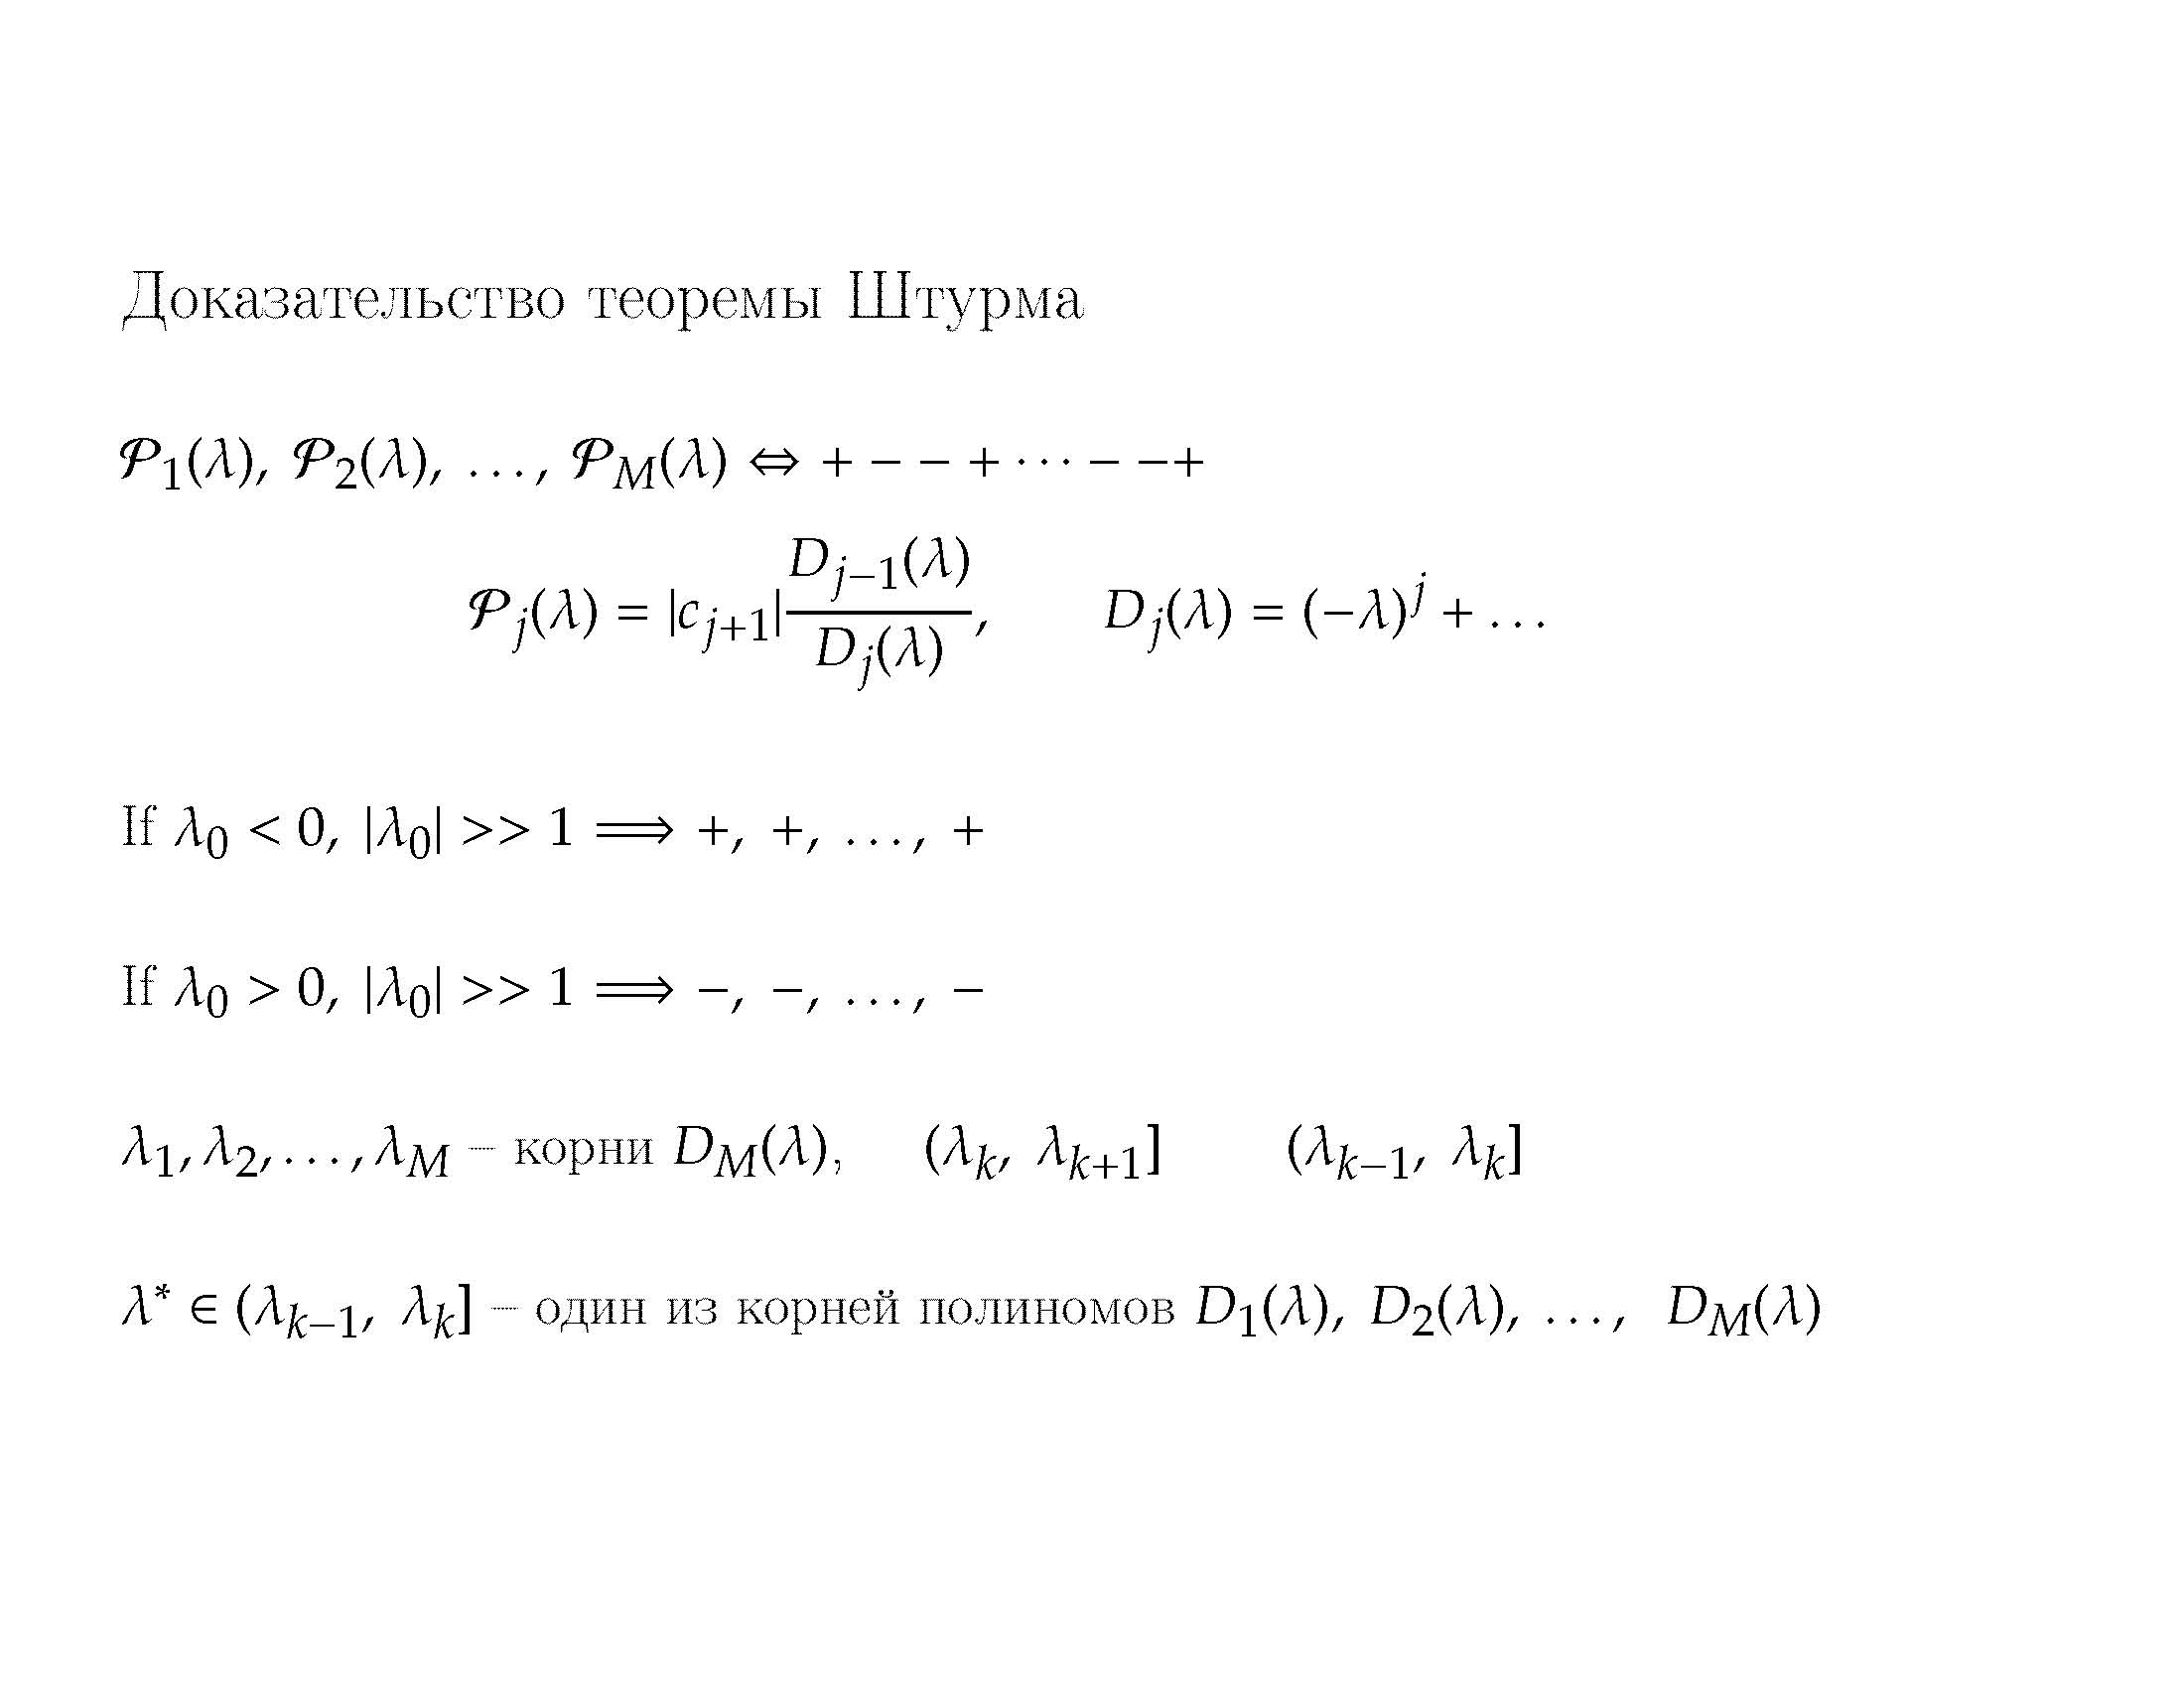 Доказательство теоремы Штурма
𝒫₁(λ), 𝒫₂(λ), …, 𝒫_M(λ) ⇔ + − − + ⋯ − −+
𝒫_j(λ) = |c_{j+1}| D_{j−1}(λ)/D_j(λ), D_j(λ) = (−λ)^j + …
If λ₀ < 0, |λ₀| >> 1 ⟹ +, +, …, +
If λ₀ > 0, |λ₀| >> 1 ⟹ −, −, …, −
λ₁, λ₂, …, λ_M – корни D_M(λ), (λ_k, λ_{k+1}] (λ_{k−1}, λ_k]
λ* ∈ (λ_{k−1}, λ_k] – один из корней полиномов D₁(λ), D₂(λ), …, D_M(λ)